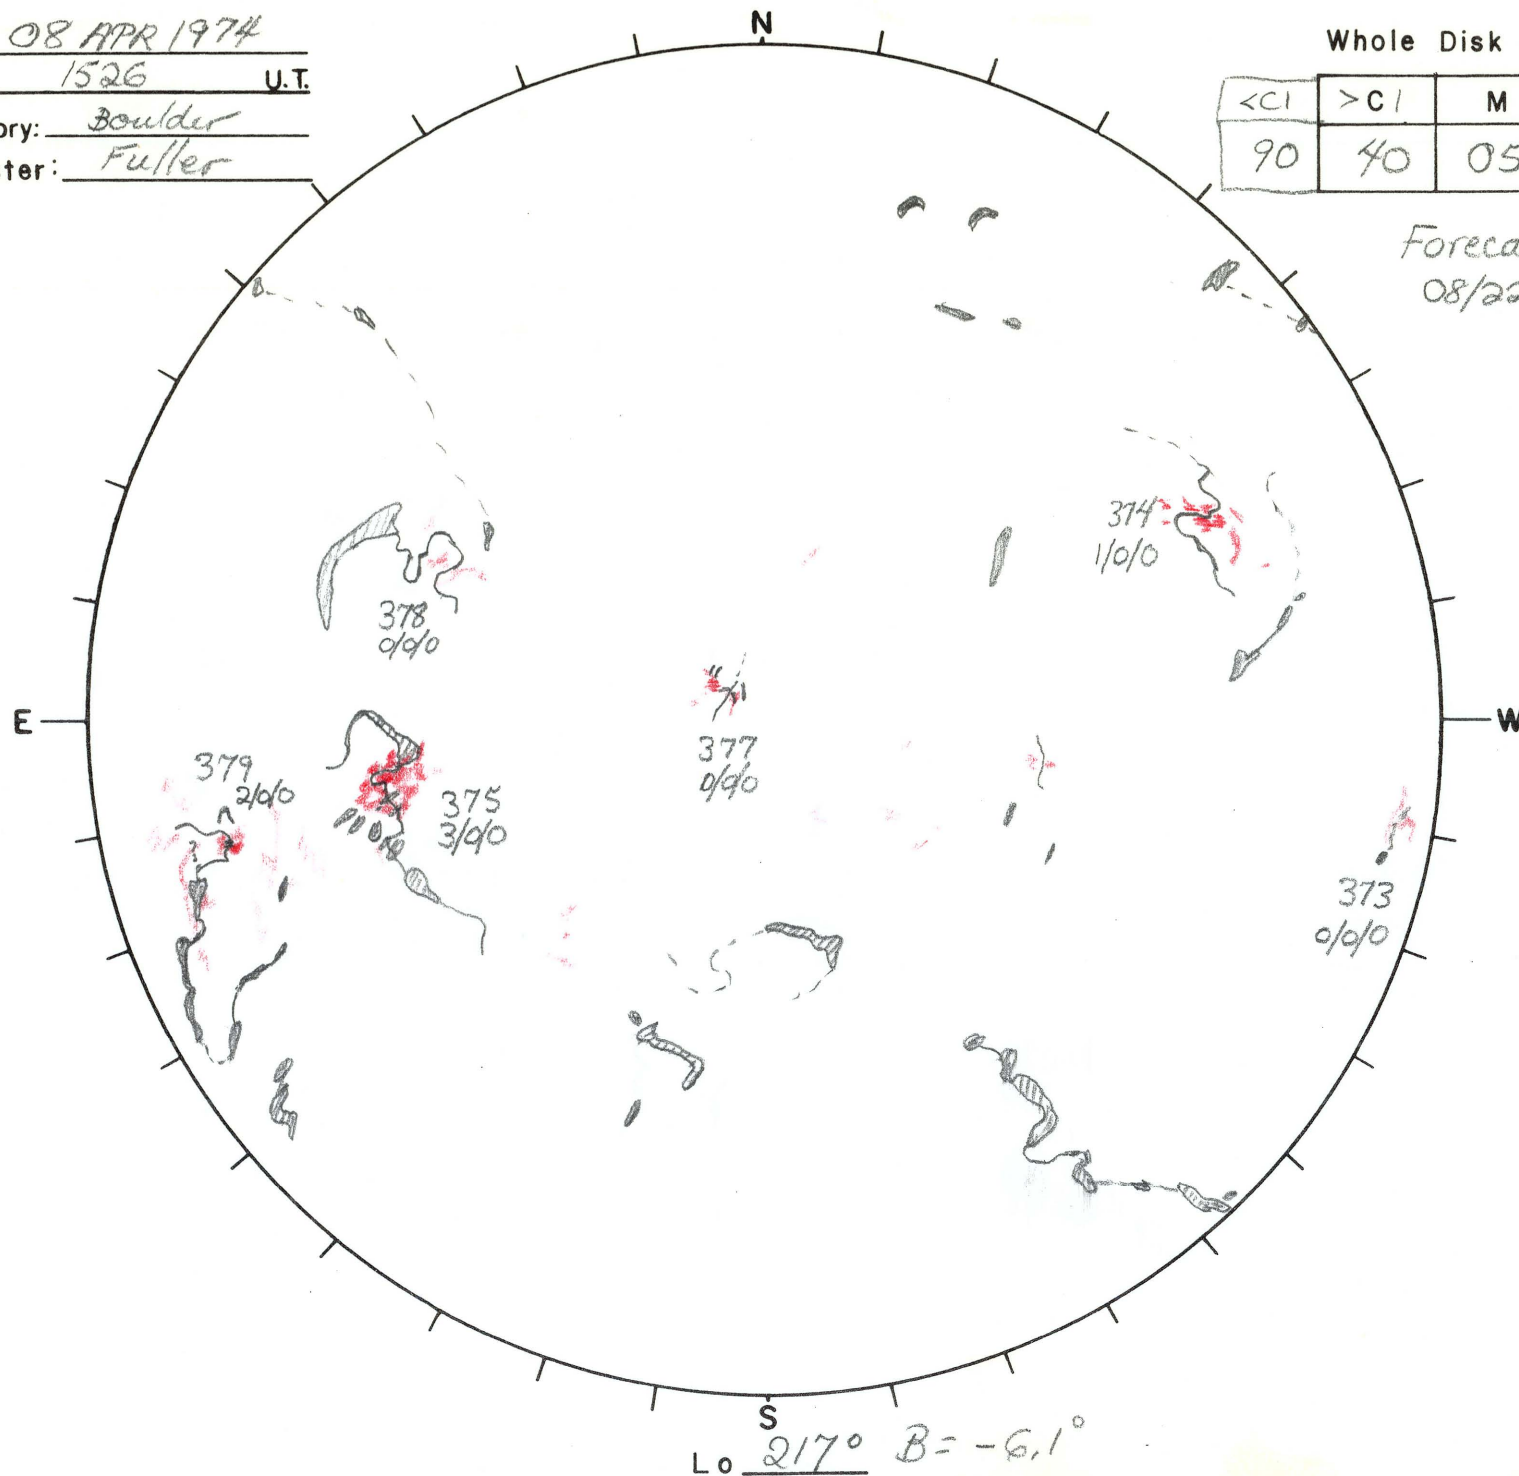 08 APR 1974
1526 U.T.
ory: Boulder
ter: Fuller
N
Whole Disk
<C1 >C1 M
90 40 05
Foreca
08/22
374
1/0/0
378
0/0/0
E
W
377
0/0/0
379
2/0/0
375
3/0/0
373
0/0/0
S
Lo 217° B= -6.1°